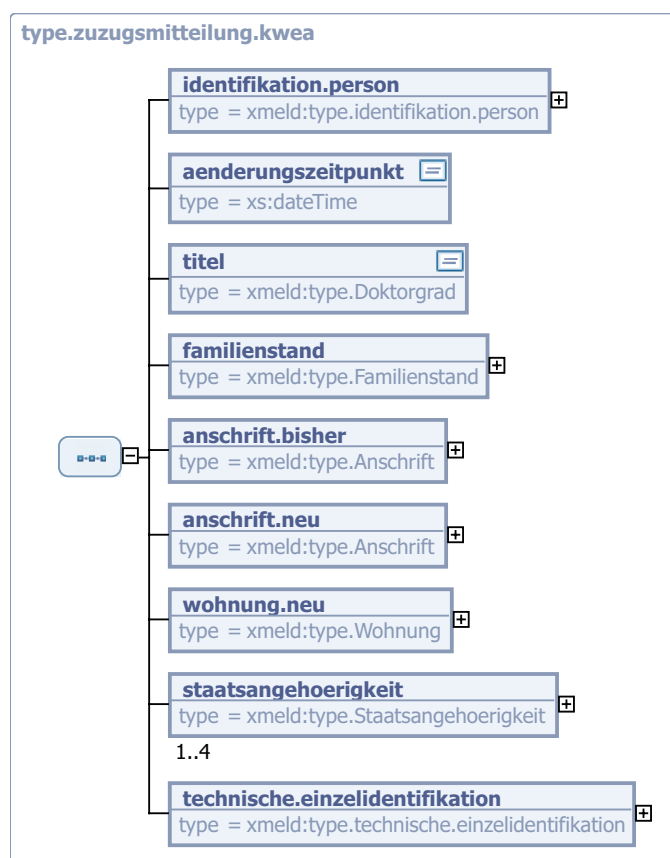 type.zuzugsmitteilung.kwea
identifikation.person
type = xmeld:type.identifikation.person
aenderungszeitpunkt
type = xs:dateTime
titel
type = xmeld:type.Doktorgrad
familienstand
type = xmeld:type.Familienstand
anschrift.bisher
type = xmeld:type.Anschrift
anschrift.neu
type = xmeld:type.Anschrift
wohnung.neu
type = xmeld:type.Wohnung
staatsangehoerigkeit
type = xmeld:type.Staatsangehoerigkeit
1..4
technische.einzelidentifikation
type = xmeld:type.technische.einzelidentifikation